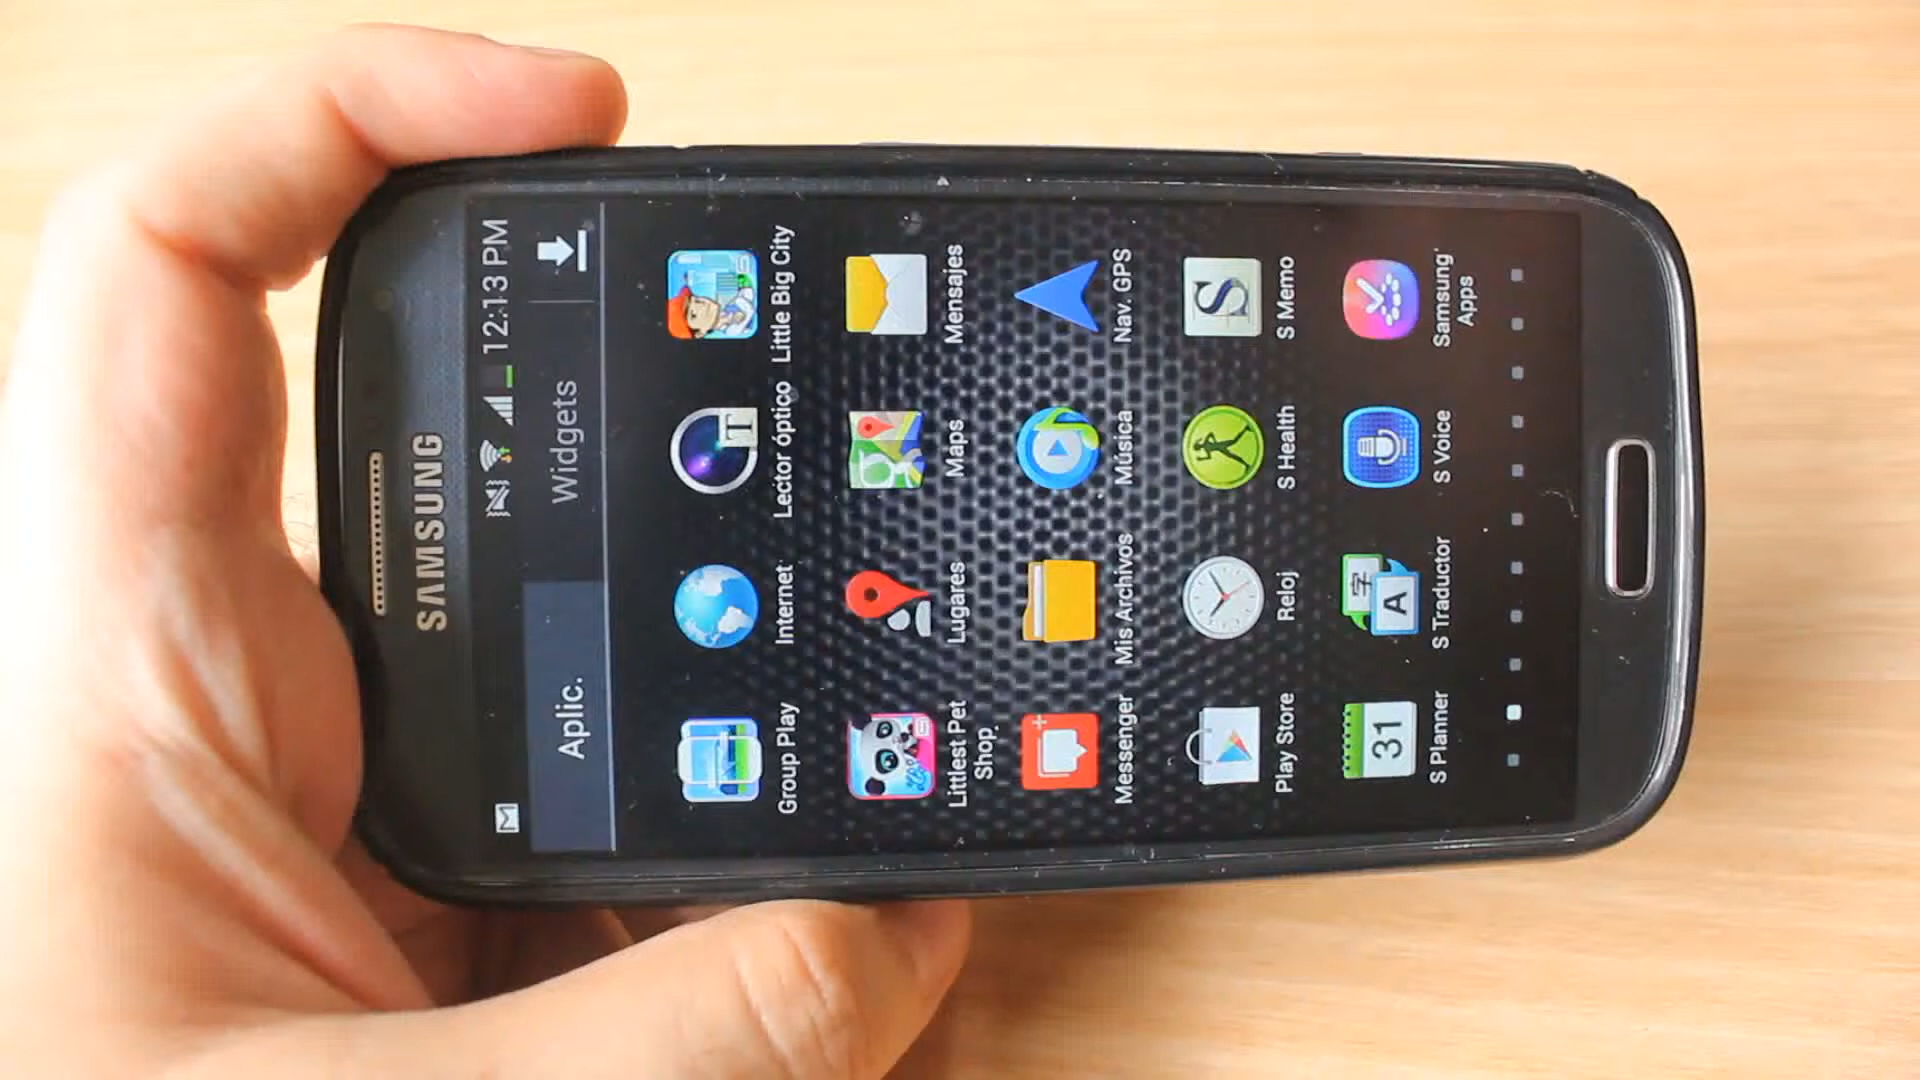 SAMSUNG
12:13 PM
Aplic.
Widgets
Group Play
Internet
Lector óptico
Little Big City
Littlest Pet
Shop
Lugares
Maps
Mensajes
Messenger
Mis Archivos
Música
Nav. GPS
Play Store
Reloj
S Health
S Memo
31
S Planner
字
A
S Traductor
S Voice
Samsung
Apps